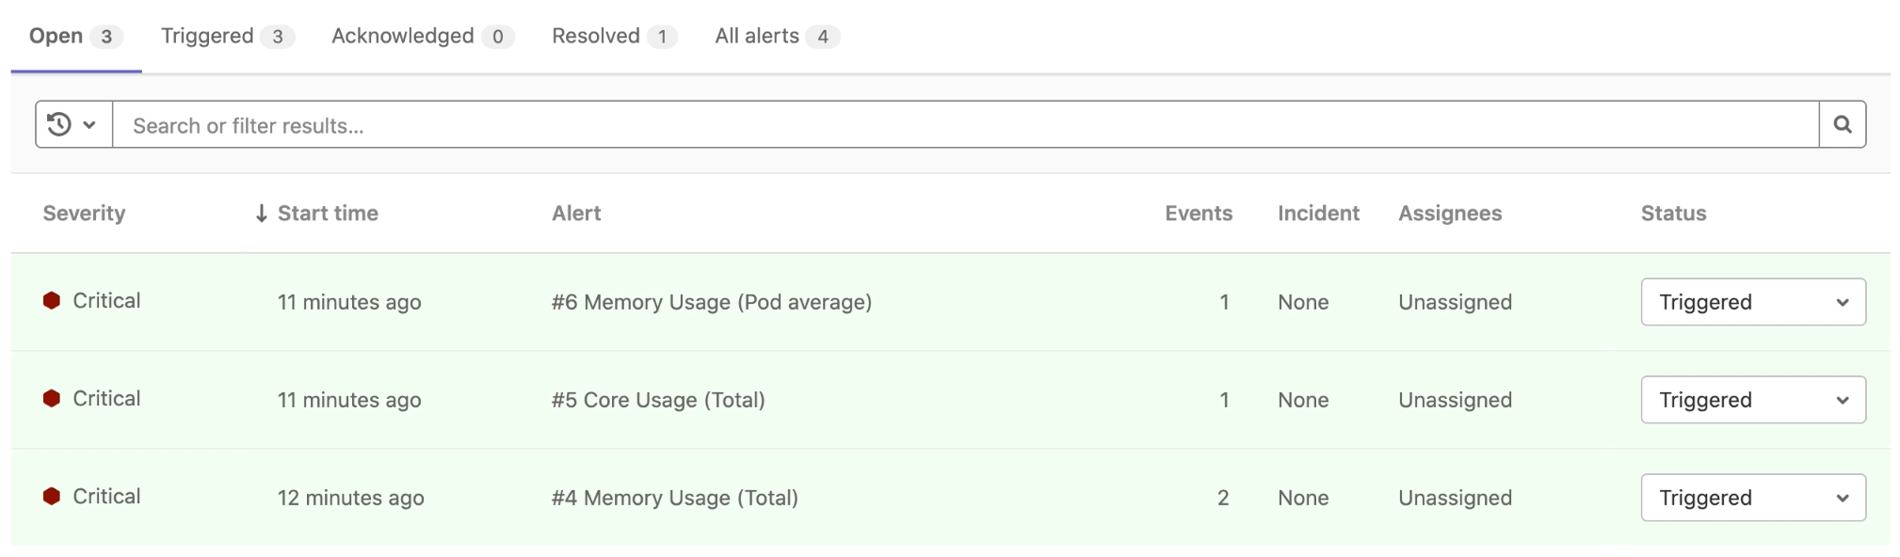 Open 3 Triggered 3 Acknowledged 0 Resolved 1 All alerts 4
Search or filter results...
Severity Start time Alert Events Incident Assignees Status
Critical 11 minutes ago #6 Memory Usage (Pod average) 1 None Unassigned Triggered
Critical 11 minutes ago #5 Core Usage (Total) 1 None Unassigned Triggered
Critical 12 minutes ago #4 Memory Usage (Total) 2 None Unassigned Triggered